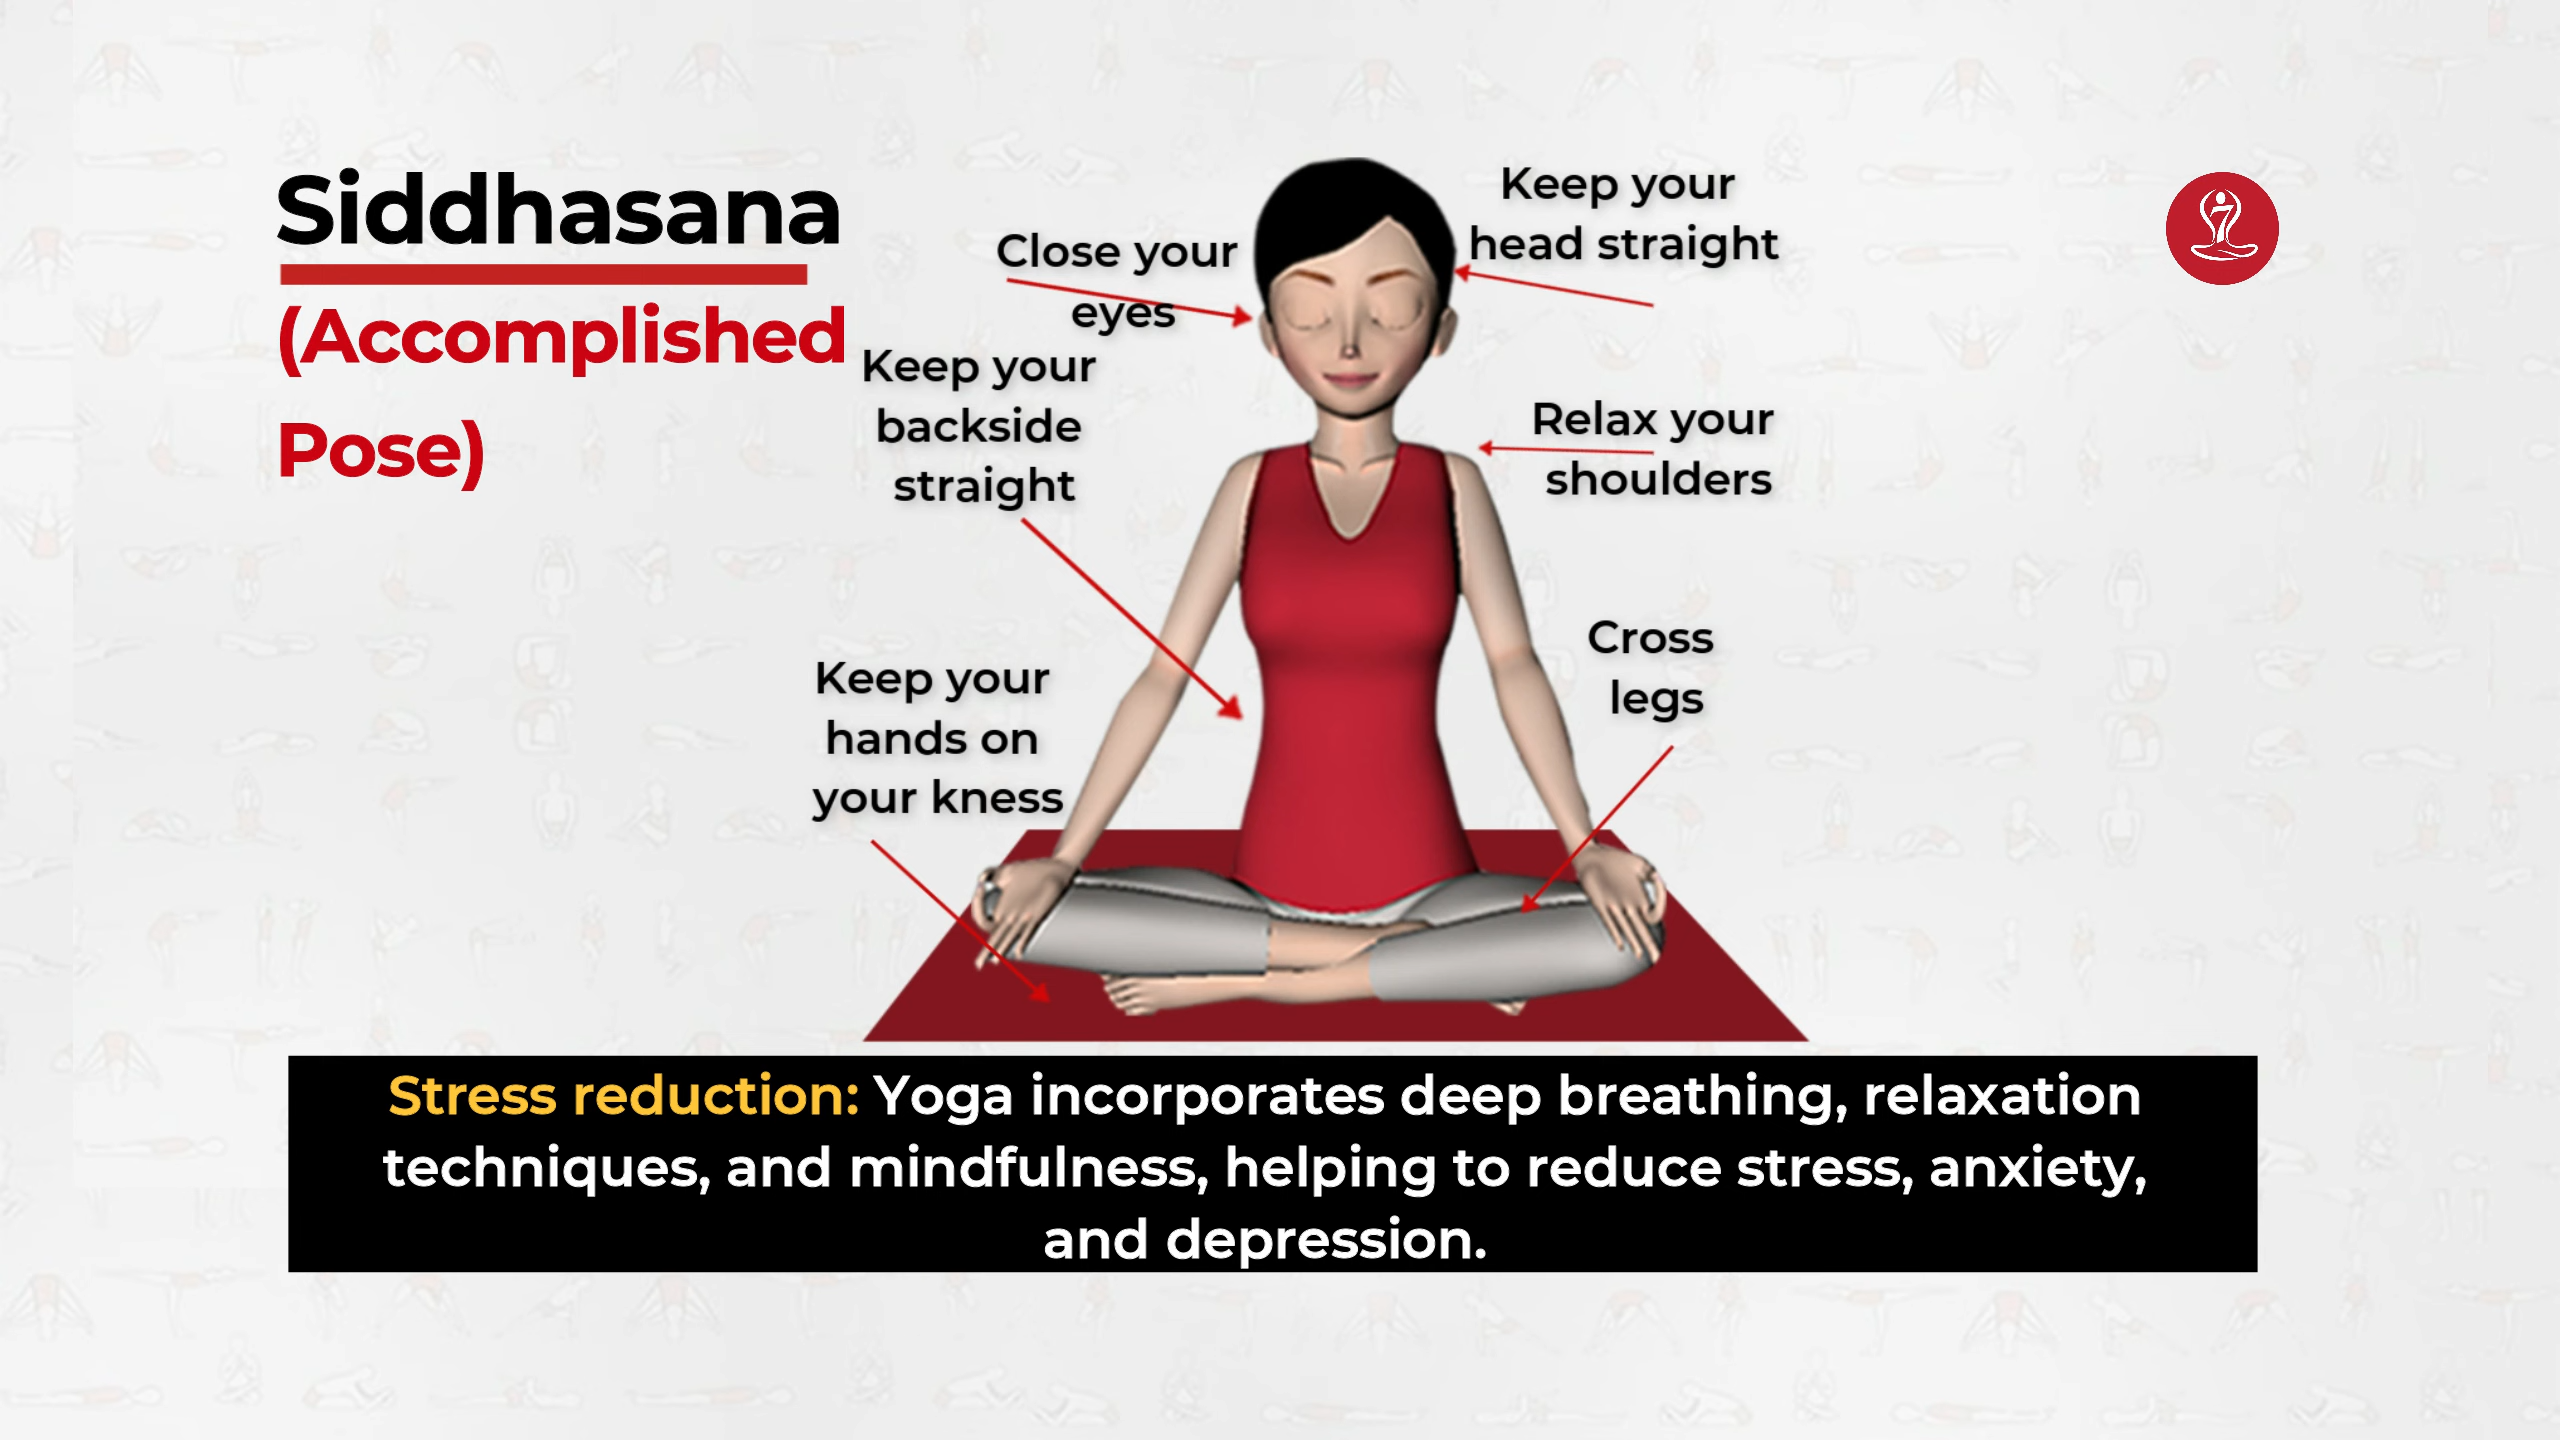 Siddhasana
(Accomplished
Pose)
Close your
eyes
Keep your
head straight
Keep your
backside
straight
Relax your
shoulders
Keep your
hands on
your kness
Cross
legs
7
Stress reduction: Yoga incorporates deep breathing, relaxation
techniques, and mindfulness, helping to reduce stress, anxiety,
and depression.